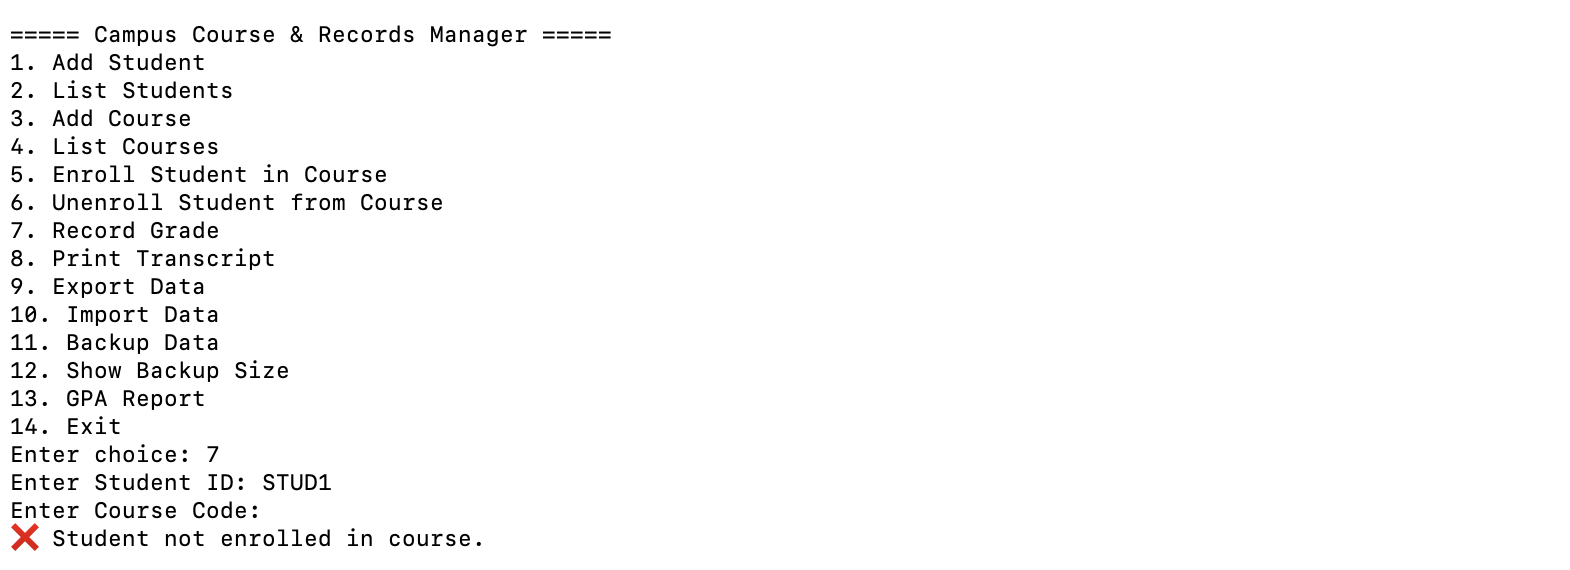 ===== Campus Course & Records Manager =====
1. Add Student
2. List Students
3. Add Course
4. List Courses
5. Enroll Student in Course
6. Unenroll Student from Course
7. Record Grade
8. Print Transcript
9. Export Data
10. Import Data
11. Backup Data
12. Show Backup Size
13. GPA Report
14. Exit
Enter choice: 7
Enter Student ID: STUD1
Enter Course Code:
❌ Student not enrolled in course.